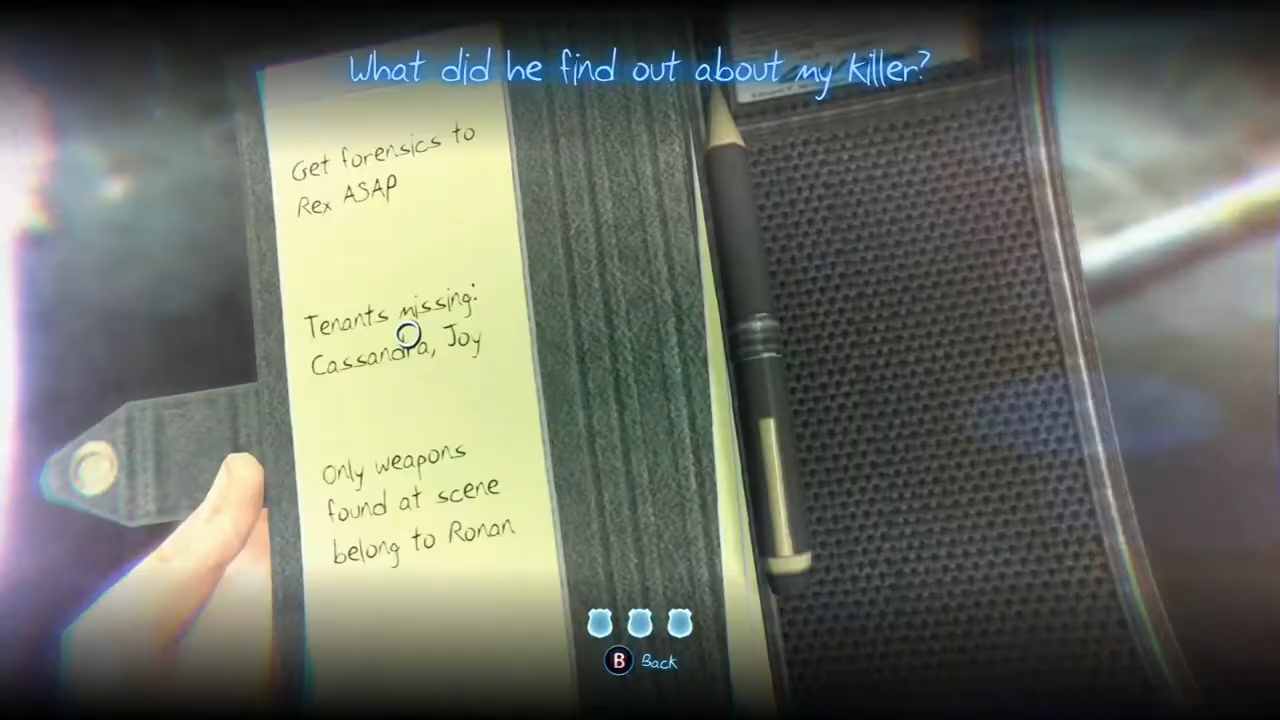 What did he find out about my killer?
Get forensics to
Rex ASAP
Tenants missing:
Cassandra, Joy
Only weapons
found at scene
belong to Ronan
B Back